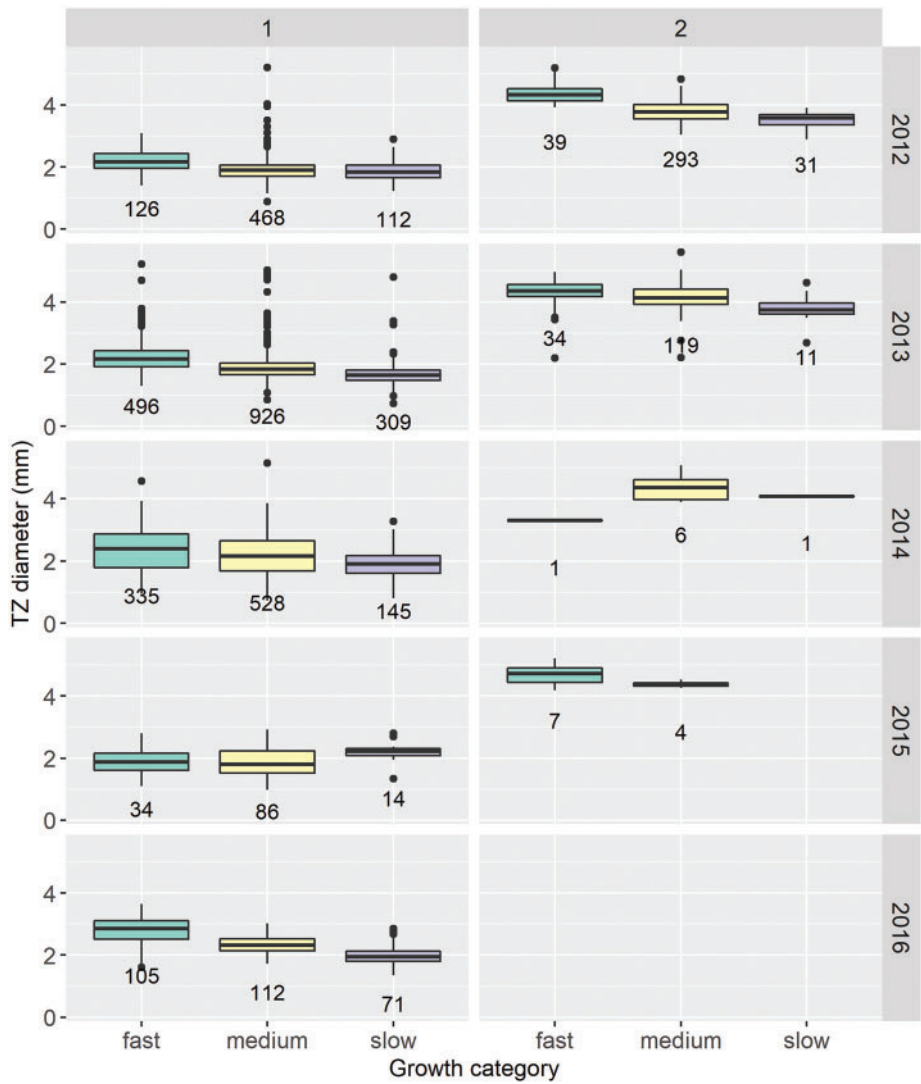 1 2
4
2
0
126 468 112
39 293 31
2012
4
2
0
496 926 309
34 119 11
2013
TZ diameter (mm)
4
2
0
335 528 145
1 6 1
2014
4
2
0
34 86 14
7 4
2015
4
2
0
105 112 71
2016
fast medium slow fast medium slow
Growth category